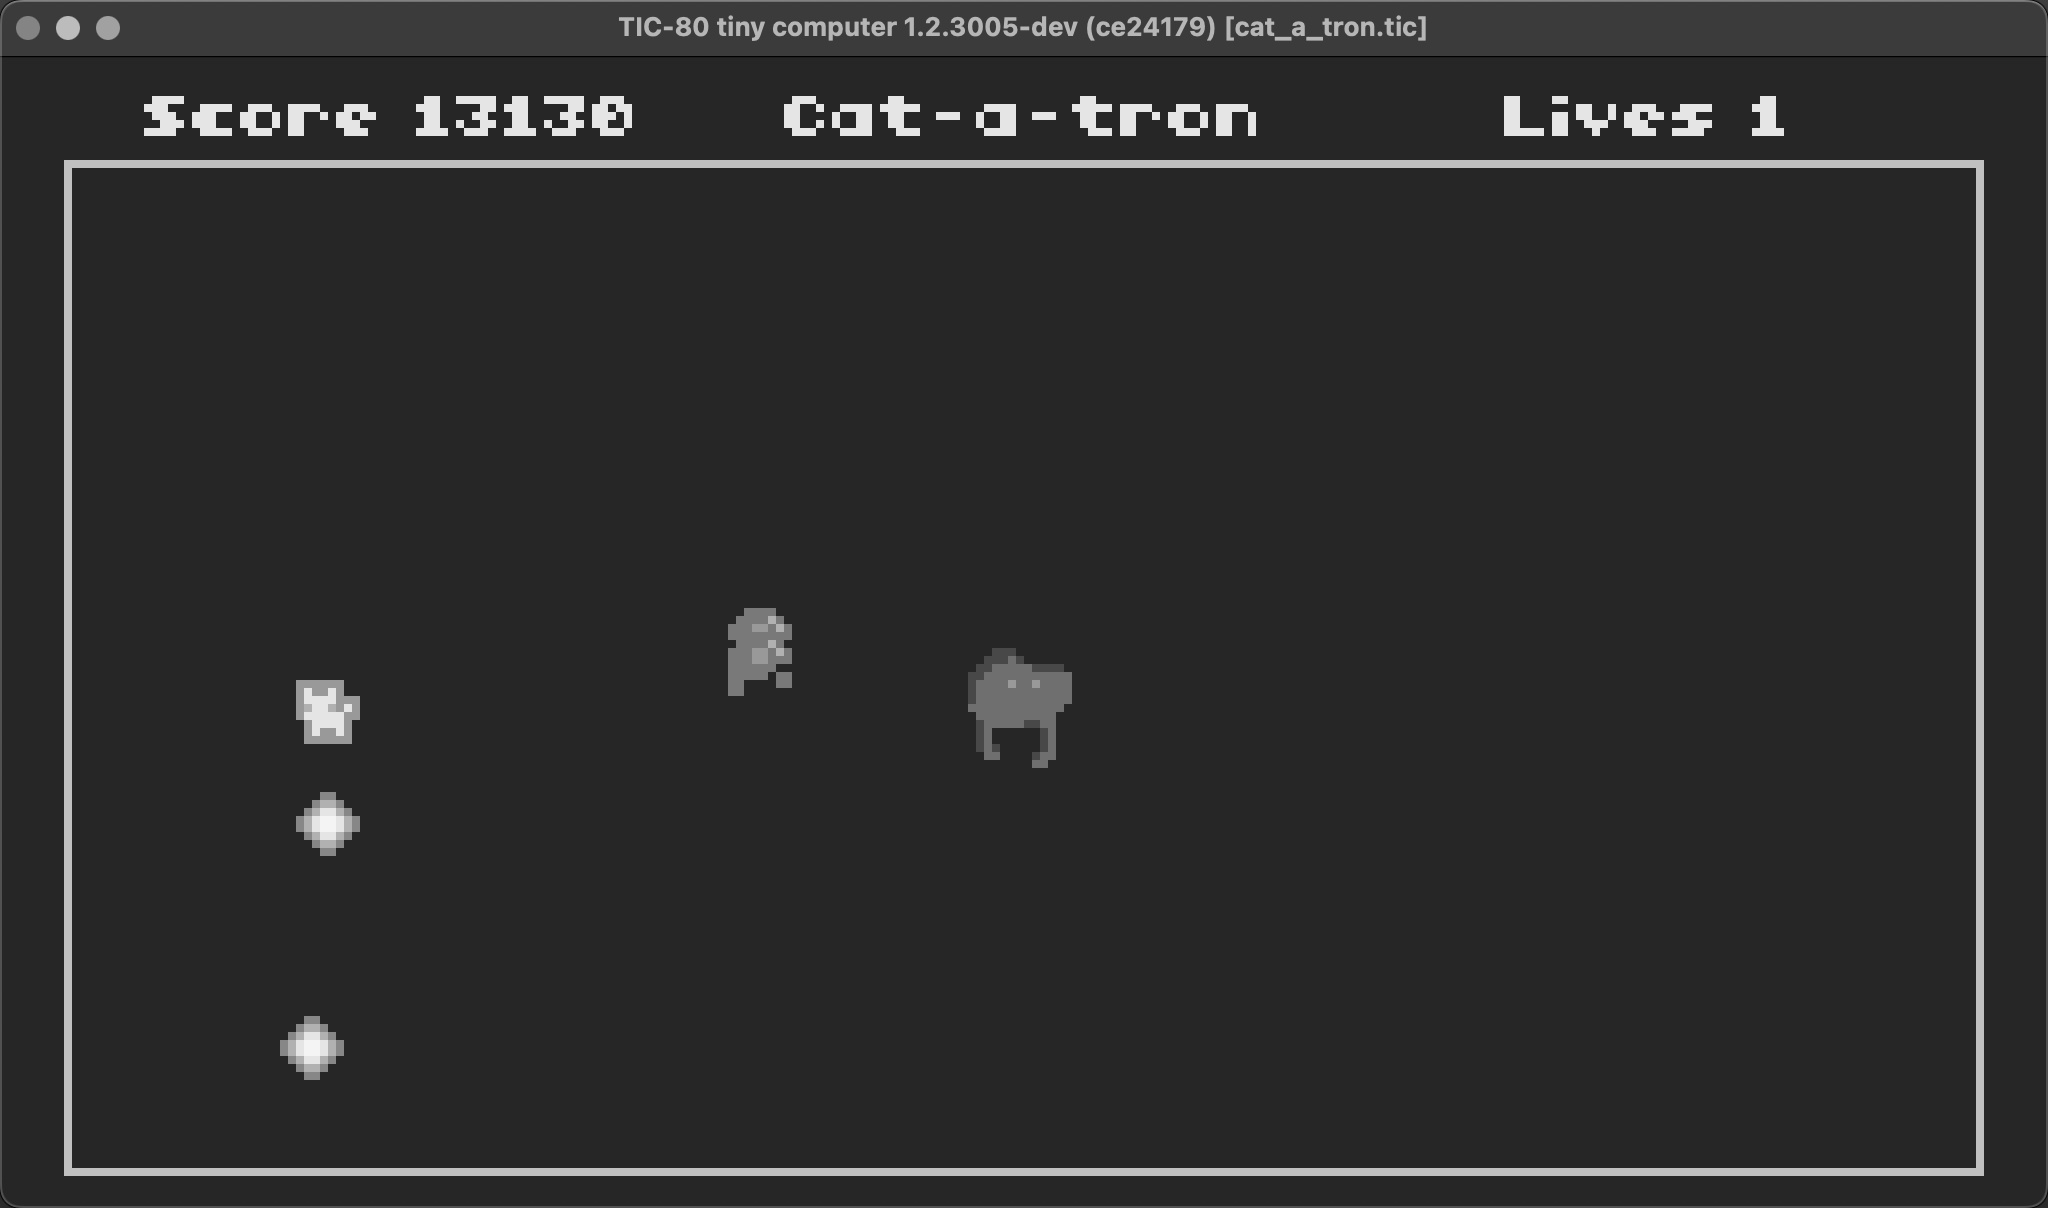 TIC-80 tiny computer 1.2.3005-dev (ce24179) [cat_a_tron.tic]
Score 13130 Cat-a-tron Lives 1